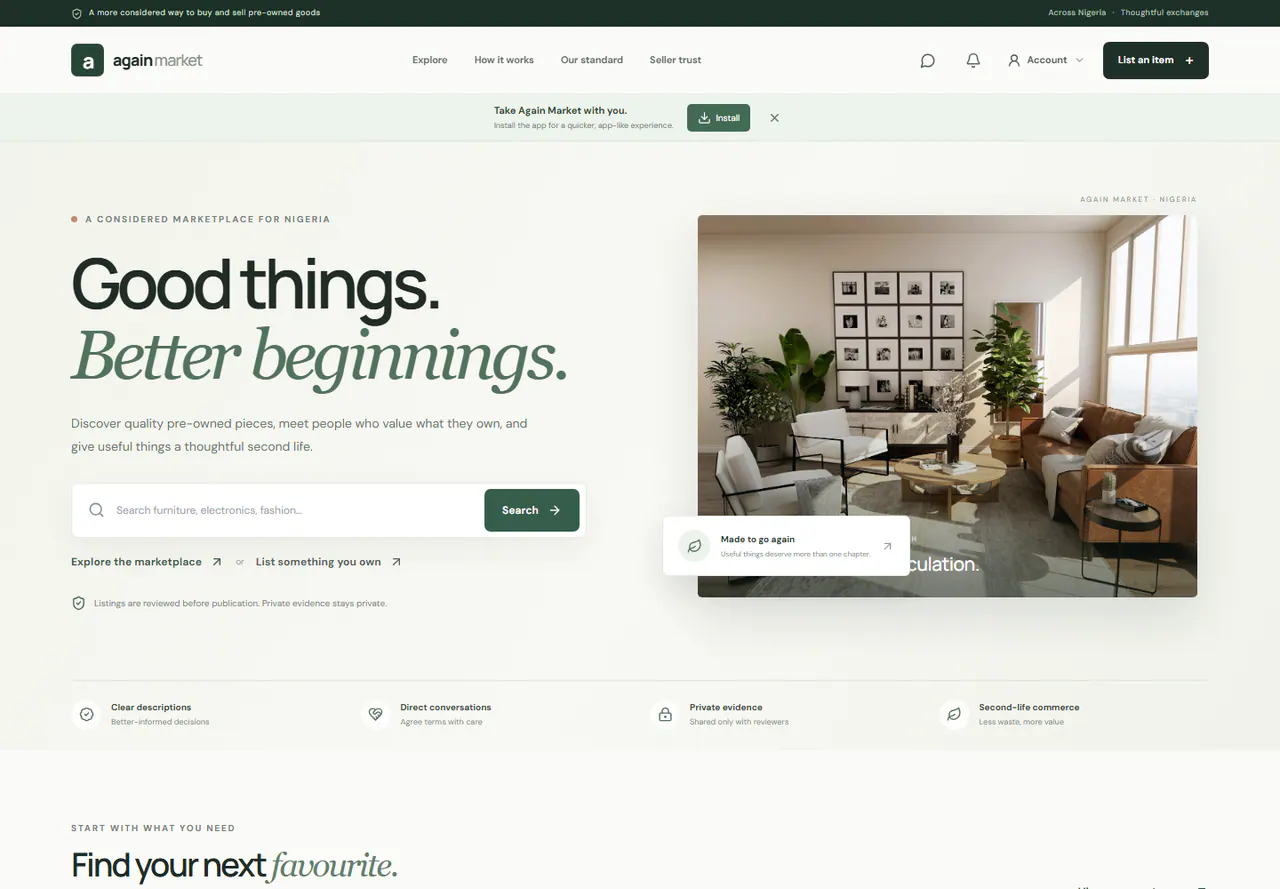 A more considered way to buy and sell pre-owned goods
Across Nigeria · Thoughtful exchanges
a againmarket
Explore
How it works
Our standard
Seller trust
Account
List an item +
Take Again Market with you.
Install the app for a quicker, app-like experience.
Install
A CONSIDERED MARKETPLACE FOR NIGERIA
Good things.
Better beginnings.
Discover quality pre-owned pieces, meet people who value what they own, and
give useful things a thoughtful second life.
Search furniture, electronics, fashion...
Search
Explore the marketplace
or
List something you own
Listings are reviewed before publication. Private evidence stays private.
AGAIN MARKET · NIGERIA
Made to go again
Useful things deserve more than one chapter.
H
culation.
Clear descriptions
Better-informed decisions
Direct conversations
Agree terms with care
Private evidence
Shared only with reviewers
Second-life commerce
Less waste, more value
START WITH WHAT YOU NEED
Find your next favourite.